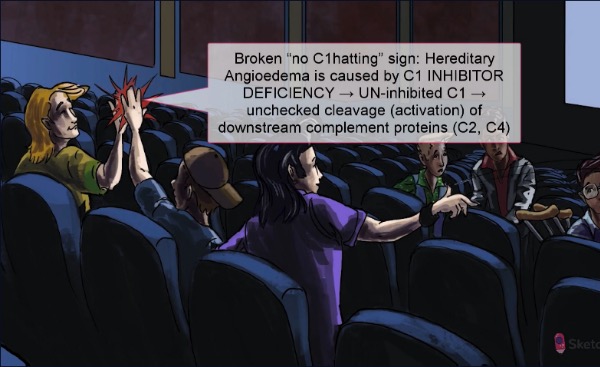 Broken “no C1hatting” sign: Hereditary
Angioedema is caused by C1 INHIBITOR
DEFICIENCY → UN-inhibited C1 →
unchecked cleavage (activation) of
downstream complement proteins (C2, C4)
Sketc